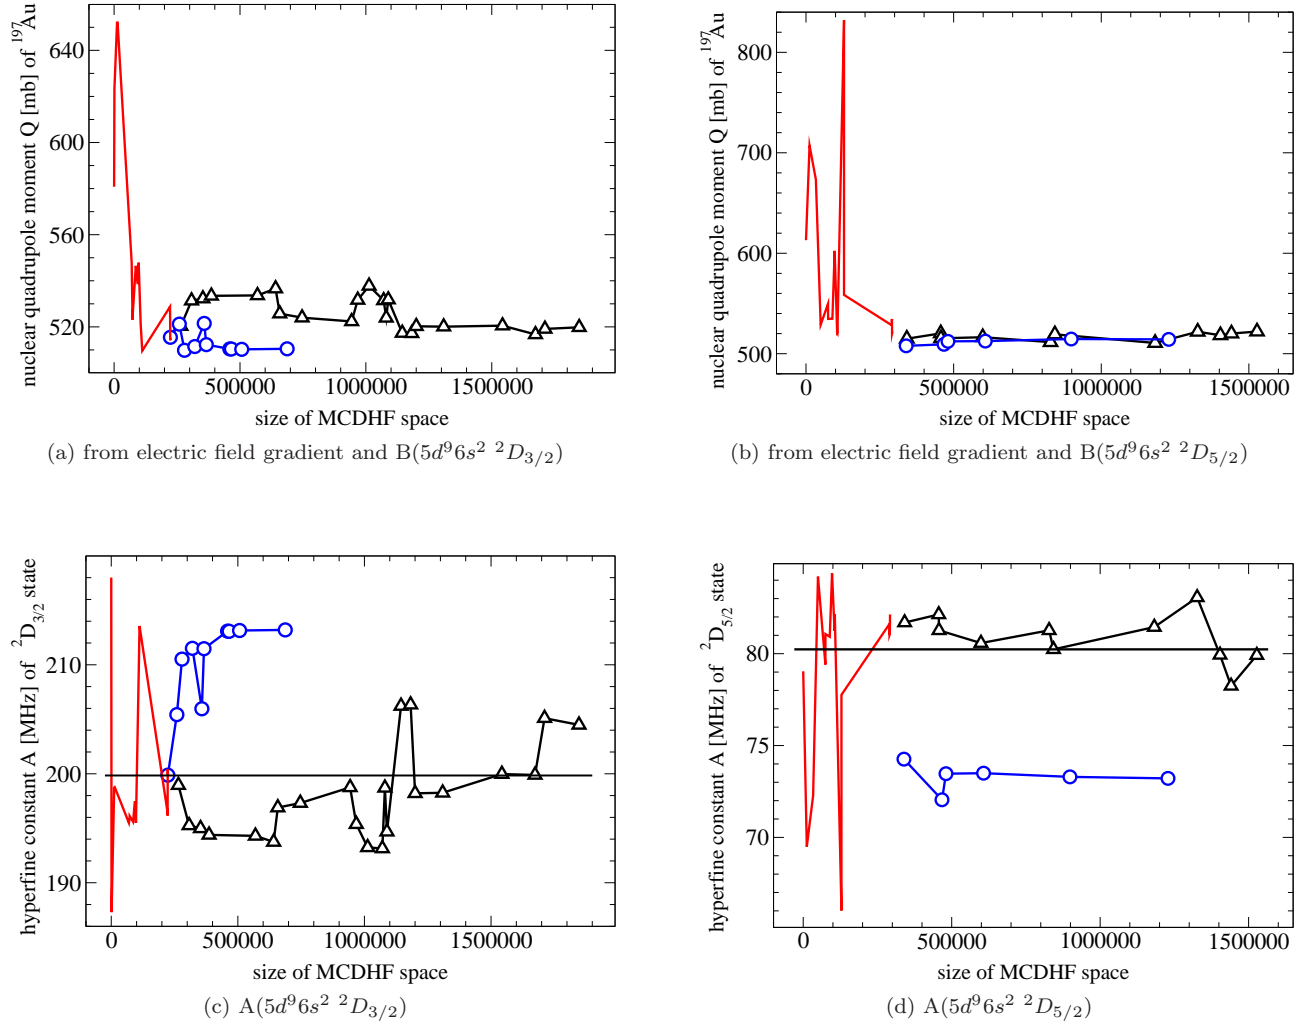 nuclear quadrupole moment Q [mb] of ¹⁹⁷Au
640
600
560
520
0
500000
1000000
1500000
size of MCDHF space
(a) from electric field gradient and B(5d⁹6s² ²D₃/₂)
nuclear quadrupole moment Q [mb] of ¹⁹⁷Au
800
700
600
500
0
500000
1000000
1500000
size of MCDHF space
(b) from electric field gradient and B(5d⁹6s² ²D₅/₂)
hyperfine constant A [MHz] of ²D₃/₂ state
210
200
190
0
500000
1000000
1500000
size of MCDHF space
(c) A(5d⁹6s² ²D₃/₂)
hyperfine constant A [MHz] of ²D₅/₂ state
80
75
70
0
500000
1000000
1500000
size of MCDHF space
(d) A(5d⁹6s² ²D₅/₂)